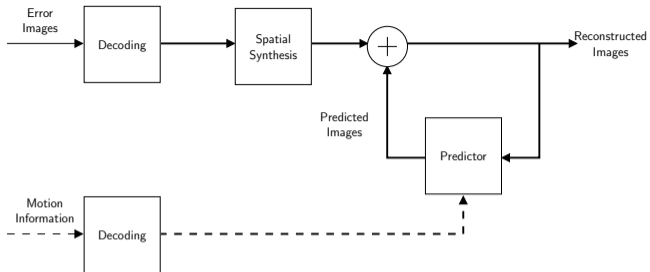 Error
Images
Decoding
Spatial
Synthesis
+
Reconstructed
Images
Predicted
Images
Predictor
Motion
Information
Decoding